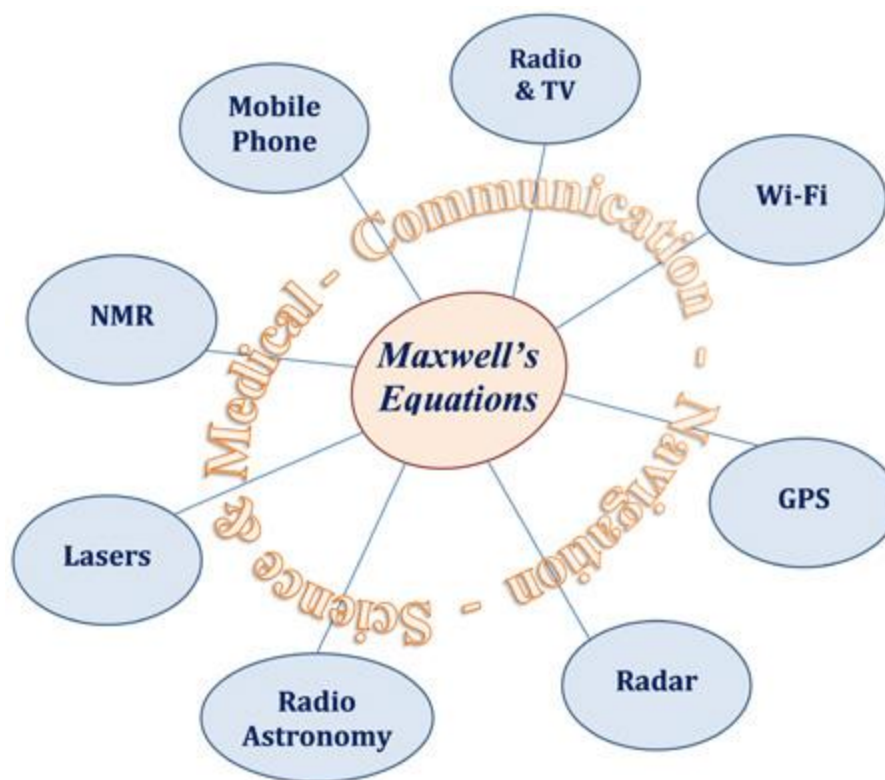 Radio
& TV
Mobile
Phone
Wi-Fi
NMR
Maxwell's
Equations
GPS
Lasers
Radar
Radio
Astronomy
Communication - Navigation - Science & Medical -